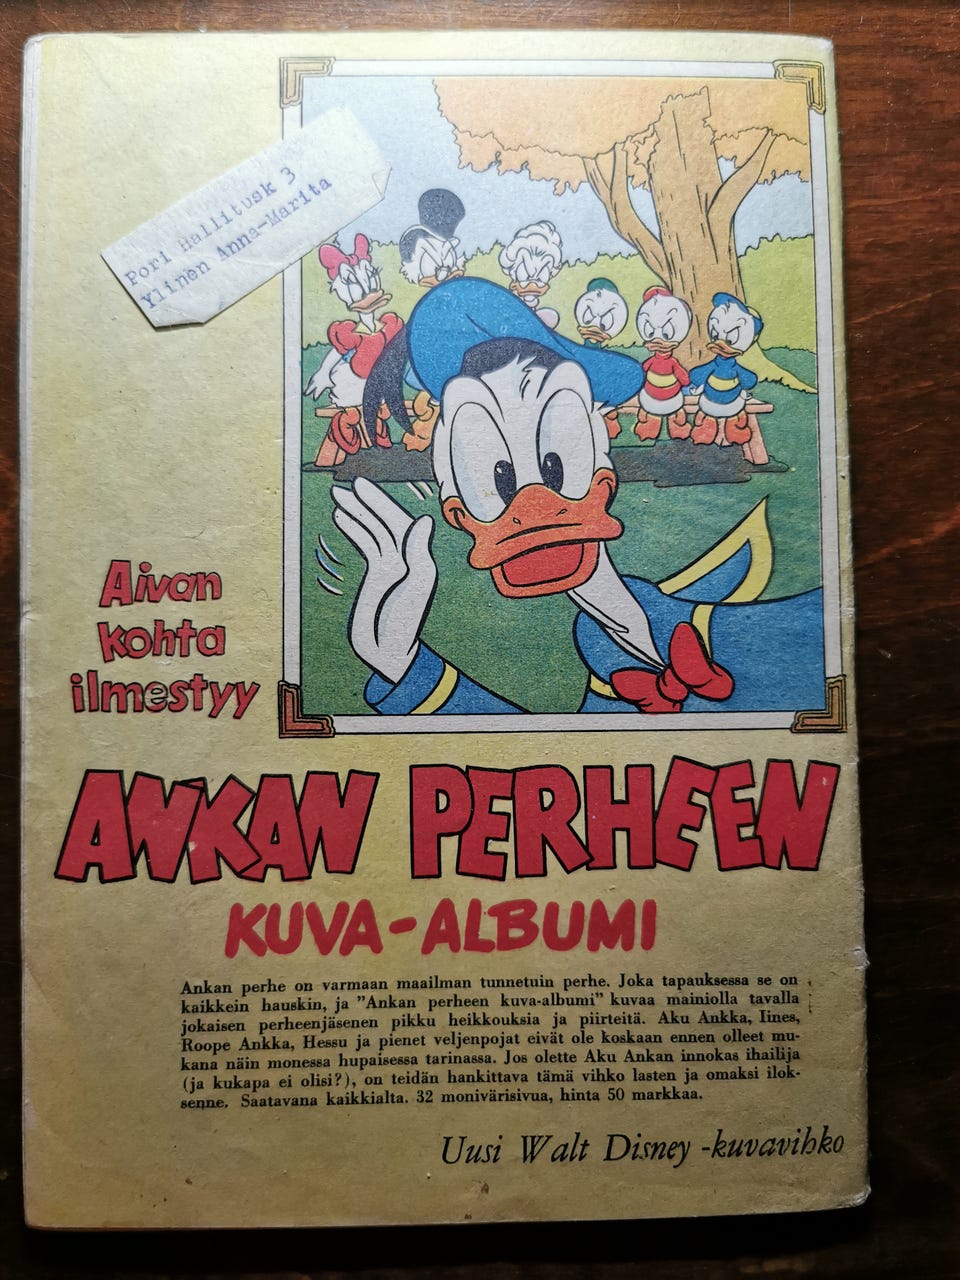 Pori Hallitusk 3
Ylinen Anna-Marita
Aivan
kohta
ilmestyy
ANKAN PERHEEN
KUVA-ALBUMI
Ankan perhe on varmaan maailman tunnetuin perhe. Joka tapauksessa se on
kaikkein hauskin, ja ”Ankan perheen kuva-albumi” kuvaa mainiolla tavalla
jokaisen perheenjäsenen pikku heikkouksia ja piirteitä. Aku Ankka, Iines,
Roope Ankka, Hessu ja pienet veljenpojat eivät ole koskaan ennen olleet mu-
kana näin monessa hupaisessa tarinassa. Jos olette Aku Ankan innokas ihailija
(ja kukapa ei olisi?), on teidän hankittava tämä vihko lasten ja omaksi ilok-
senne. Saatavana kaikkialta. 32 monivärisivua, hinta 50 markkaa.
Uusi Walt Disney -kuvavihko